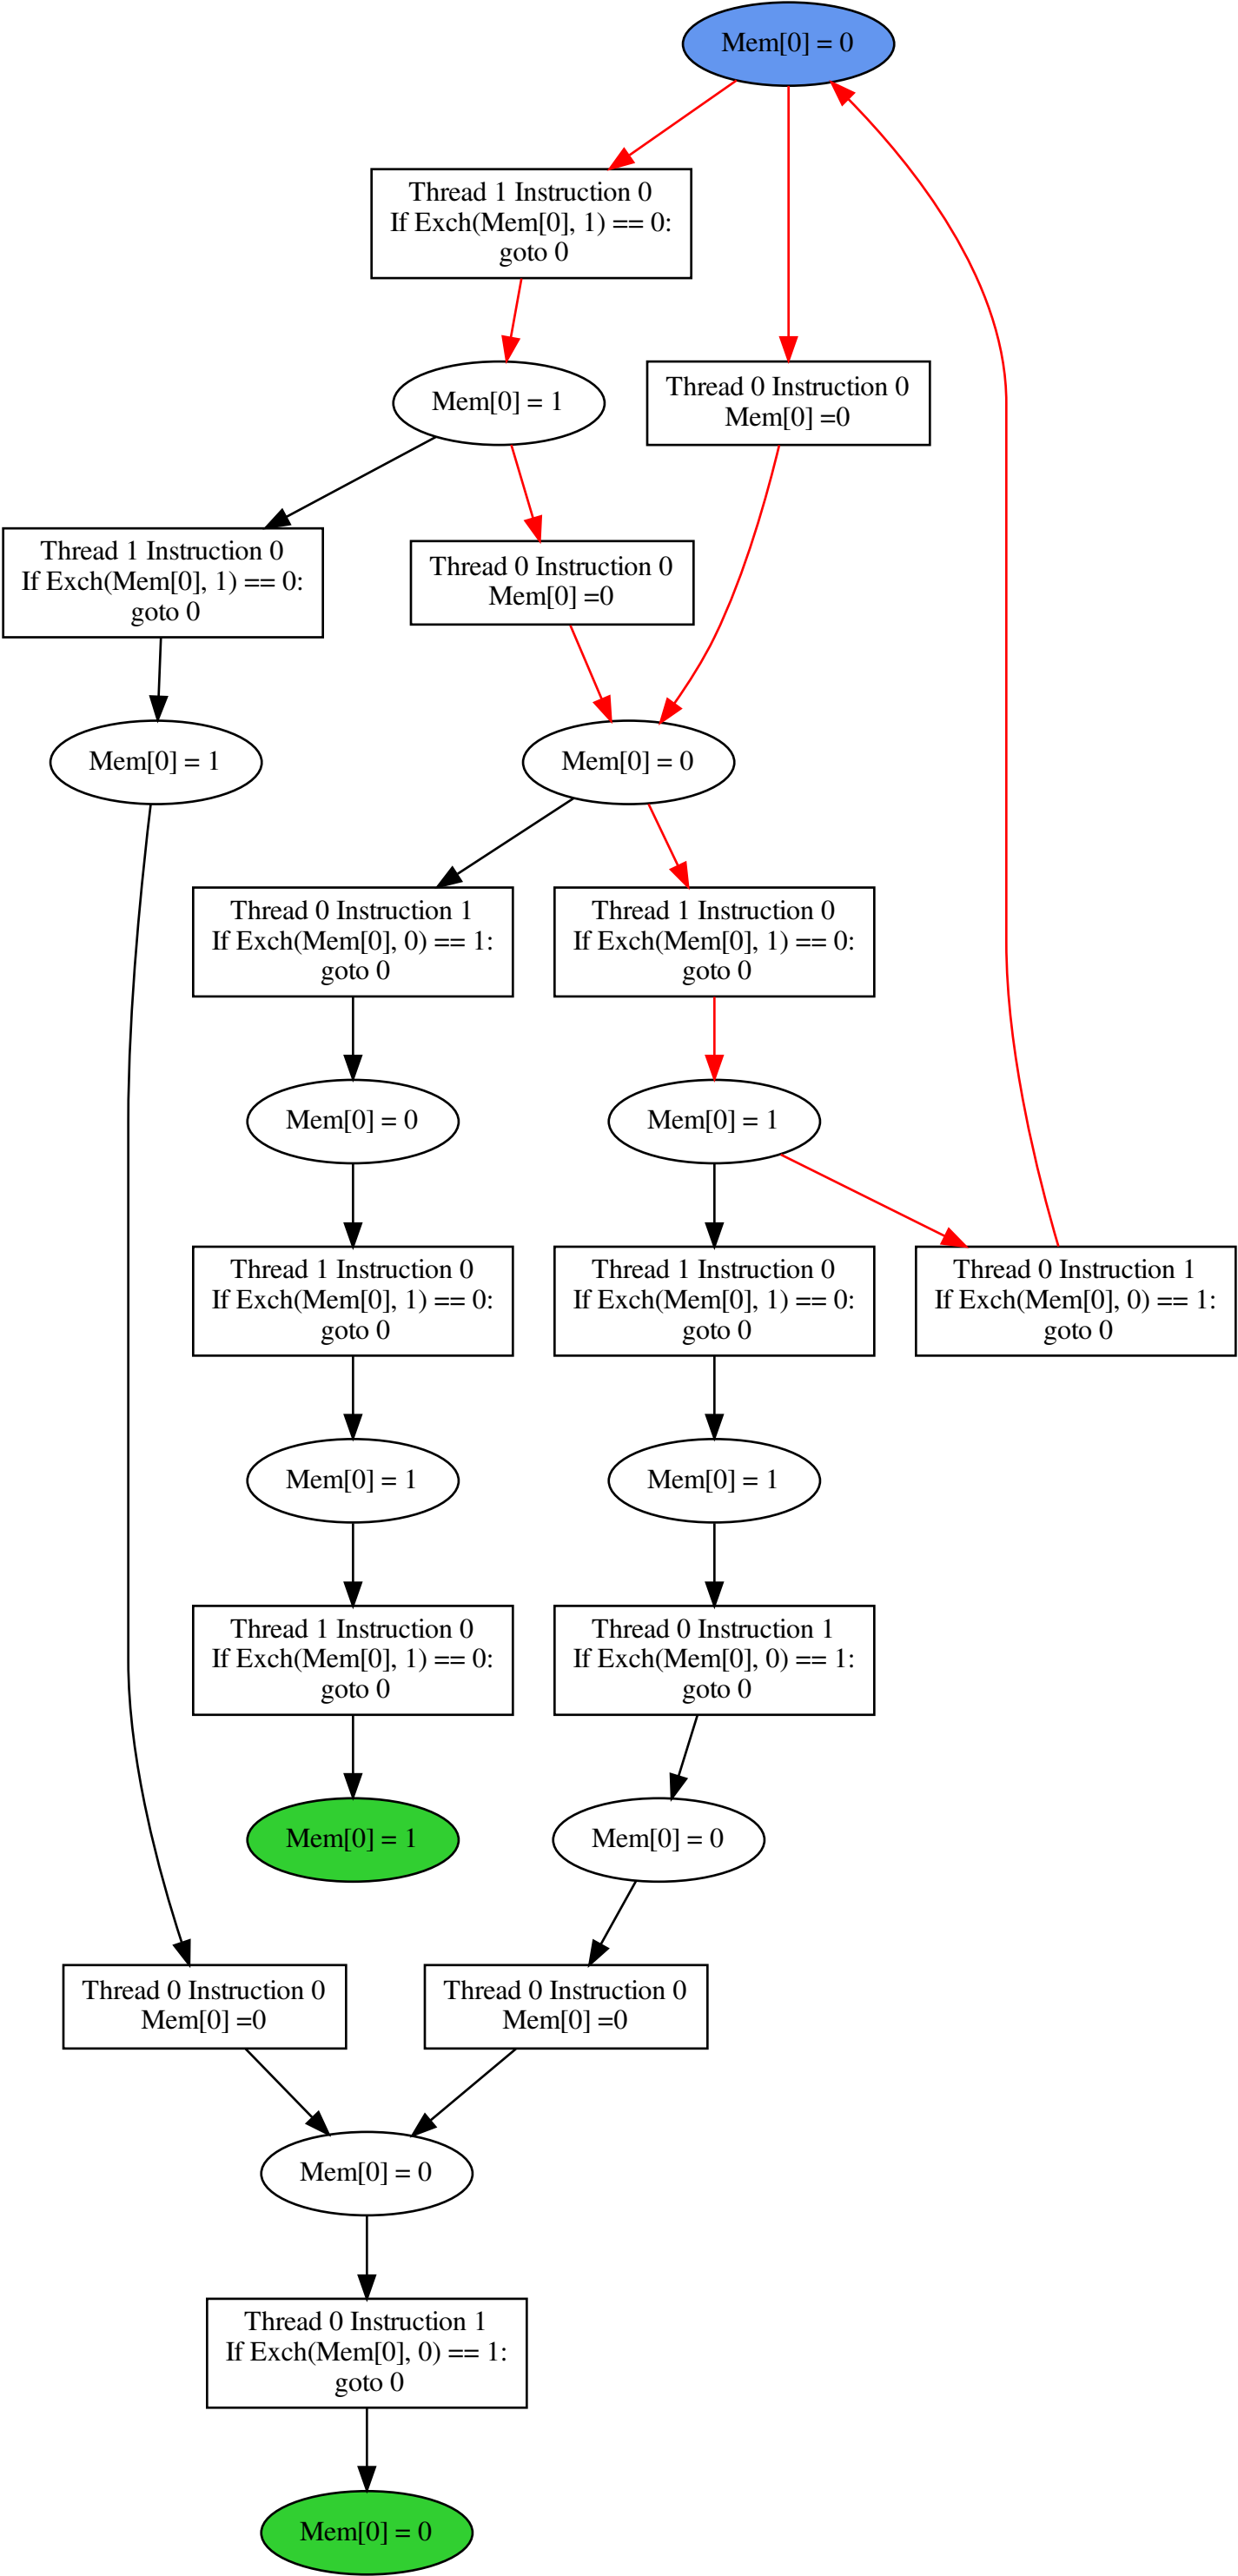 Mem[0] = 0
Thread 1 Instruction 0
If Exch(Mem[0], 1) == 0:
goto 0
Mem[0] = 1
Thread 0 Instruction 0
Mem[0] =0
Thread 1 Instruction 0
If Exch(Mem[0], 1) == 0:
goto 0
Thread 0 Instruction 0
Mem[0] =0
Mem[0] = 1
Mem[0] = 0
Thread 0 Instruction 1
If Exch(Mem[0], 0) == 1:
goto 0
Thread 1 Instruction 0
If Exch(Mem[0], 1) == 0:
goto 0
Mem[0] = 0
Mem[0] = 1
Thread 1 Instruction 0
If Exch(Mem[0], 1) == 0:
goto 0
Thread 1 Instruction 0
If Exch(Mem[0], 1) == 0:
goto 0
Thread 0 Instruction 1
If Exch(Mem[0], 0) == 1:
goto 0
Mem[0] = 1
Mem[0] = 1
Thread 1 Instruction 0
If Exch(Mem[0], 1) == 0:
goto 0
Thread 0 Instruction 1
If Exch(Mem[0], 0) == 1:
goto 0
Mem[0] = 1
Mem[0] = 0
Thread 0 Instruction 0
Mem[0] =0
Thread 0 Instruction 0
Mem[0] =0
Mem[0] = 0
Thread 0 Instruction 1
If Exch(Mem[0], 0) == 1:
goto 0
Mem[0] = 0